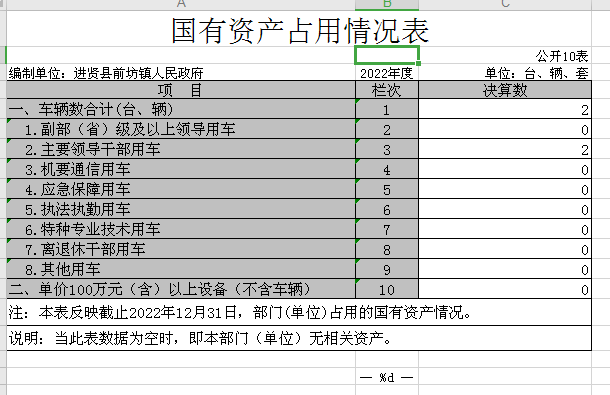 A B C
国有资产占用情况表
公开10表
编制单位：进贤县前坊镇人民政府 2022年度 单位：台、辆、套
项 目 栏次 决算数
一、车辆数合计(台、辆) 1 2
1.副部（省）级及以上领导用车 2 0
2.主要领导干部用车 3 2
3.机要通信用车 4 0
4.应急保障用车 5 0
5.执法执勤用车 6 0
6.特种专业技术用车 7 0
7.离退休干部用车 8 0
8.其他用车 9 0
二、单价100万元（含）以上设备（不含车辆） 10 0
注：本表反映截止2022年12月31日，部门(单位)占用的国有资产情况。
说明：当此表数据为空时，即本部门（单位）无相关资产。
— %d —